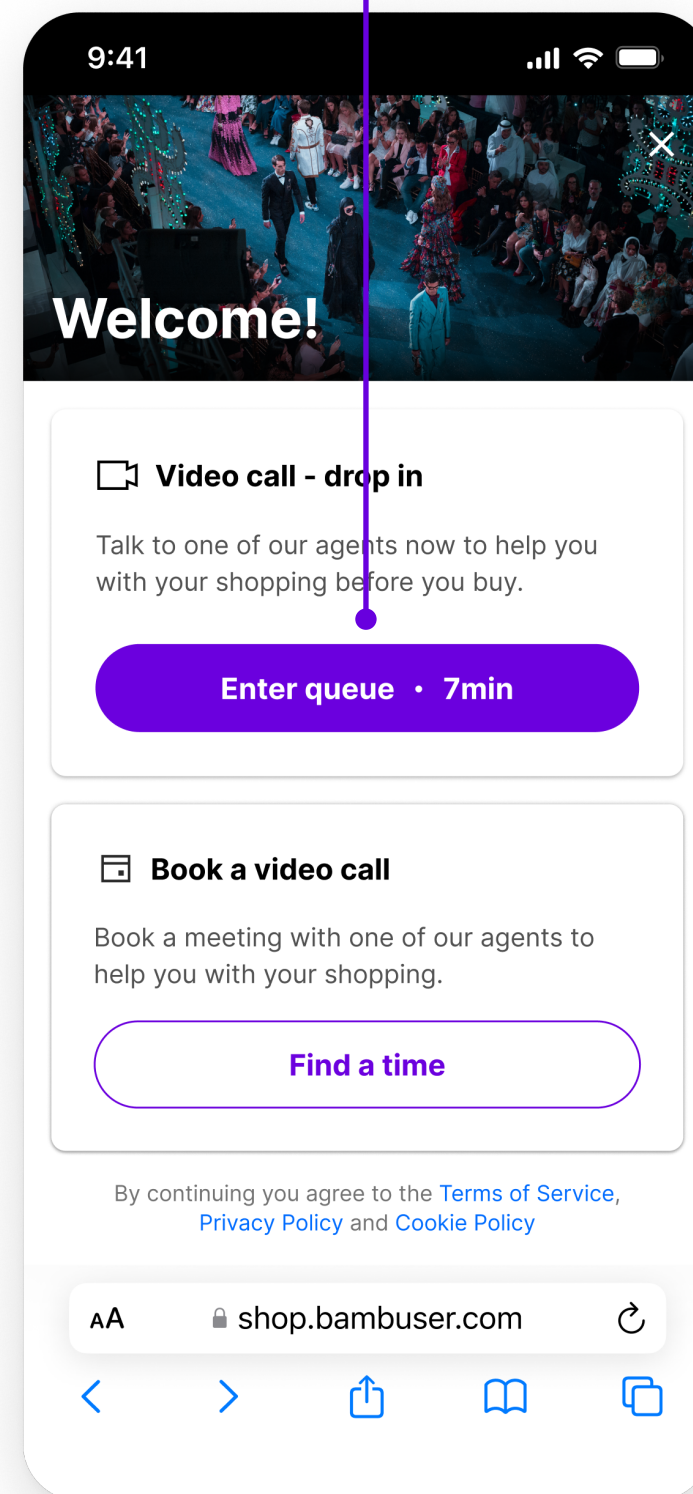 9:41
Welcome!
Video call - drop in
Talk to one of our agents now to help you
with your shopping before you buy.
Enter queue · 7min
Book a video call
Book a meeting with one of our agents to
help you with your shopping.
Find a time
By continuing you agree to the Terms of Service,
Privacy Policy and Cookie Policy
AA shop.bambuser.com